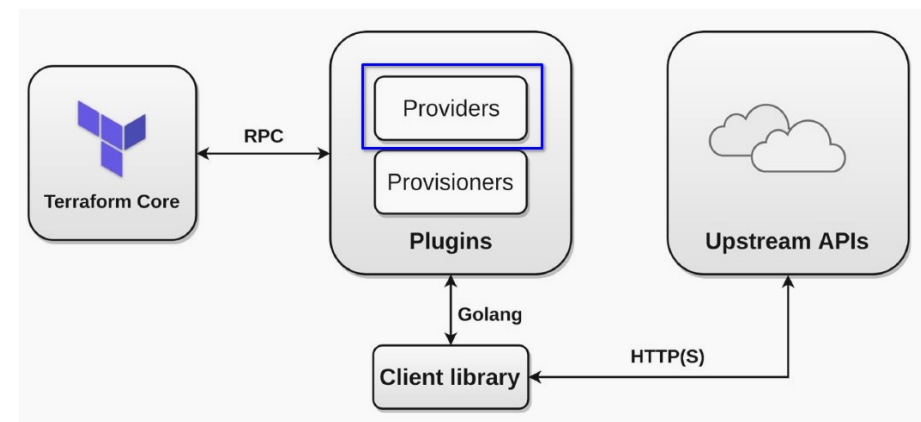 Providers
RPC
Provisioners
Terraform Core
Plugins
Upstream APIs
Golang
HTTP(S)
Client library